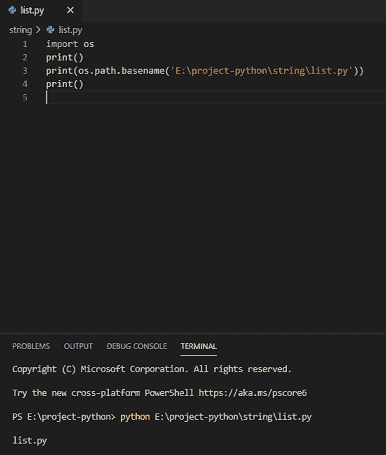 list.py
string > list.py
1 import os
2 print()
3 print(os.path.basename('E:\project-python\string\list.py'))
4 print()
5
PROBLEMS OUTPUT DEBUG CONSOLE TERMINAL
Copyright (C) Microsoft Corporation. All rights reserved.
Try the new cross-platform PowerShell https://aka.ms/pscore6
PS E:\project-python> python E:\project-python\string\list.py
list.py